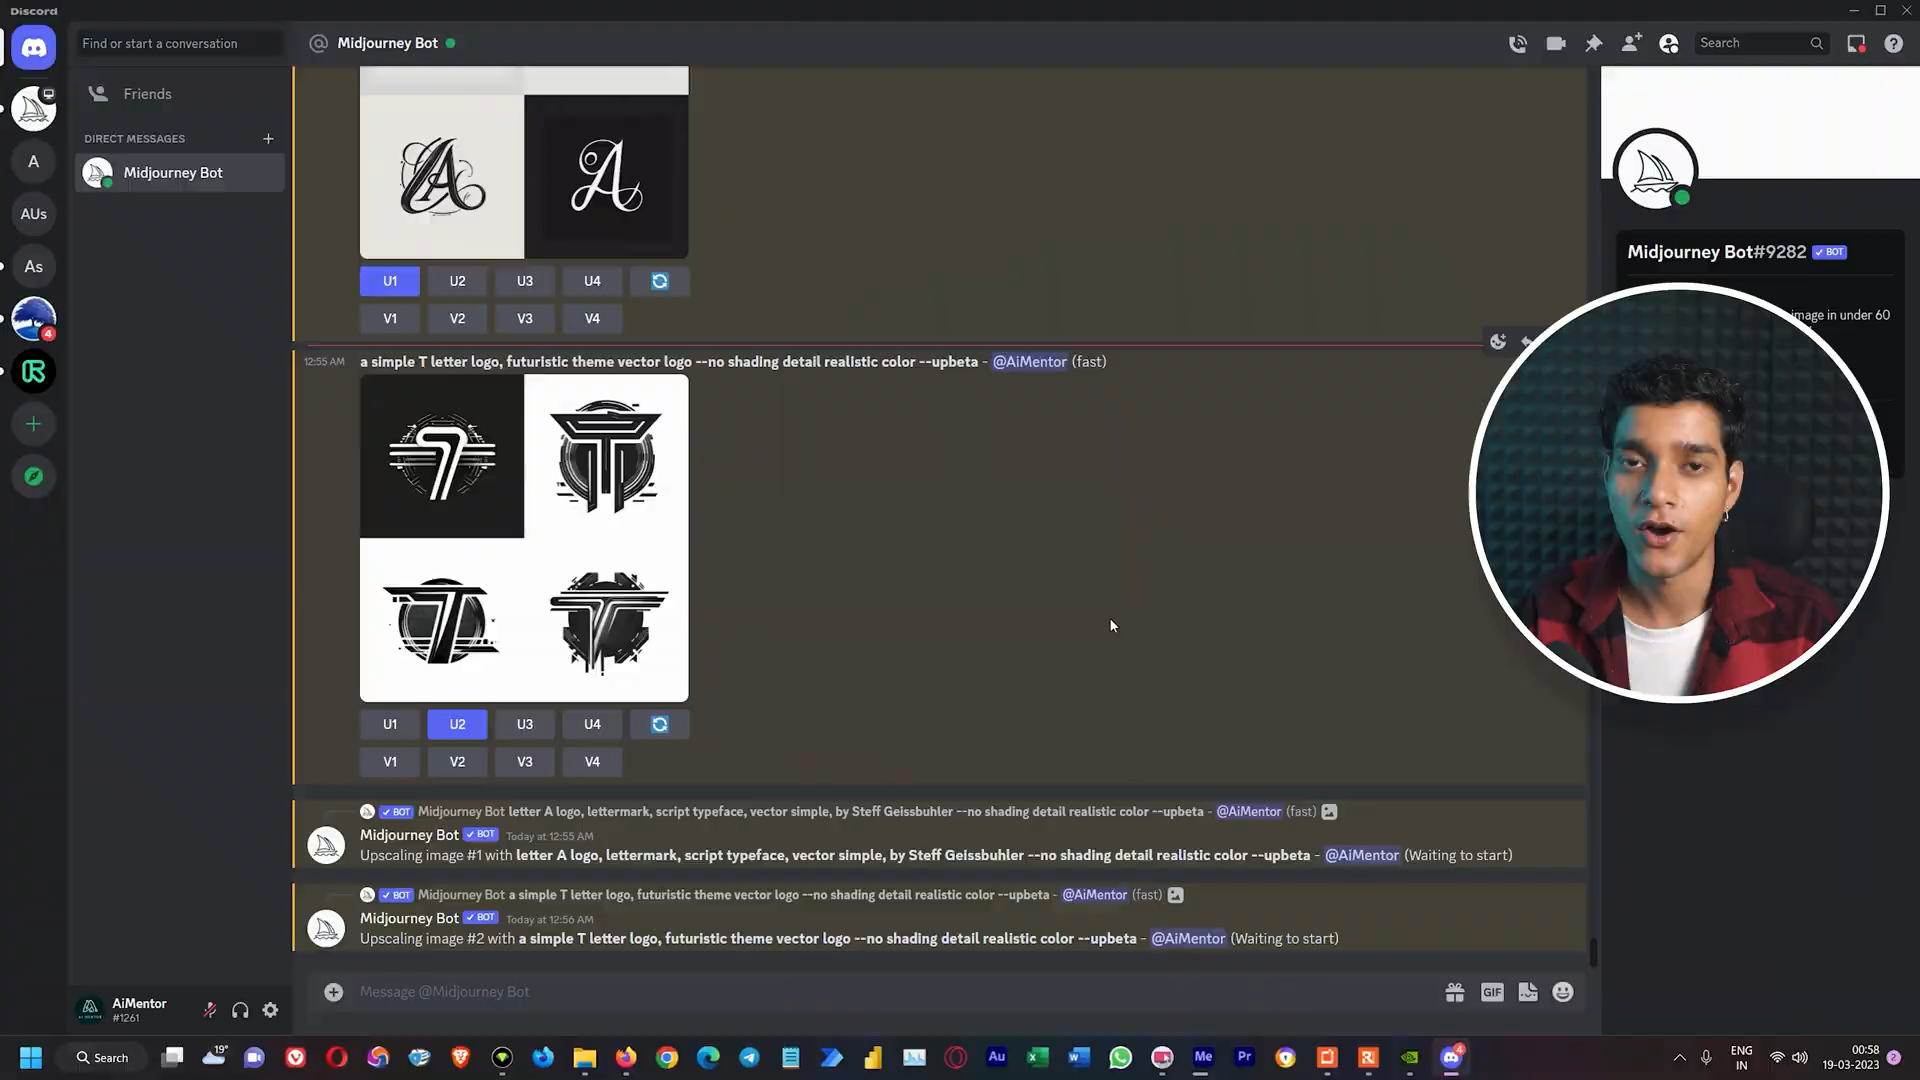 Discord
Find or start a conversation
Midjourney Bot
Search
Friends
DIRECT MESSAGES
Midjourney Bot
A
AUs
As
4
U1 U2 U3 U4
V1 V2 V3 V4
12:55 AM a simple T letter logo, futuristic theme vector logo --no shading detail realistic color --upbeta - @AiMentor (fast)
U1 U2 U3 U4
V1 V2 V3 V4
BOT Midjourney Bot letter A logo, lettermark, script typeface, vector simple, by Steff Geissbuhler --no shading detail realistic color --upbeta - @AiMentor (fast)
Midjourney Bot BOT Today at 12:55 AM
Upscaling image #1 with letter A logo, lettermark, script typeface, vector simple, by Steff Geissbuhler --no shading detail realistic color --upbeta - @AiMentor (Waiting to start)
BOT Midjourney Bot a simple T letter logo, futuristic theme vector logo --no shading detail realistic color --upbeta - @AiMentor (fast)
Midjourney Bot BOT Today at 12:56 AM
Upscaling image #2 with a simple T letter logo, futuristic theme vector logo --no shading detail realistic color --upbeta - @AiMentor (Waiting to start)
Message @Midjourney Bot
GIF
Midjourney Bot#9282 BOT
image in under 60
AiMentor
#1261
Search
19°
Au
Me
Pr
4
ENG
IN
00:58
19-03-2023
2